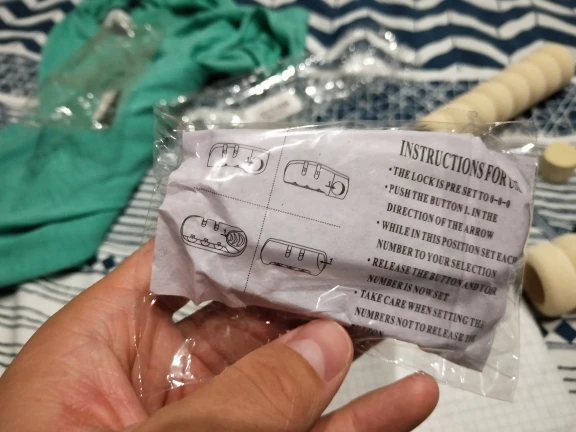 INSTRUCTIONS FOR
• THE LOCK IS PRE SET TO 0-0-0
• PUSH THE BUTTON 1. IN THE
DIRECTION OF THE ARROW
• WHILE IN THIS POSITION SET EACH
NUMBER TO YOUR SELECTION
• RELEASE THE BUTTON AND YOUR
NUMBER IS NOW SET
• TAKE CARE WHEN SETTING THE
NUMBERS NOT TO RELEASE THE